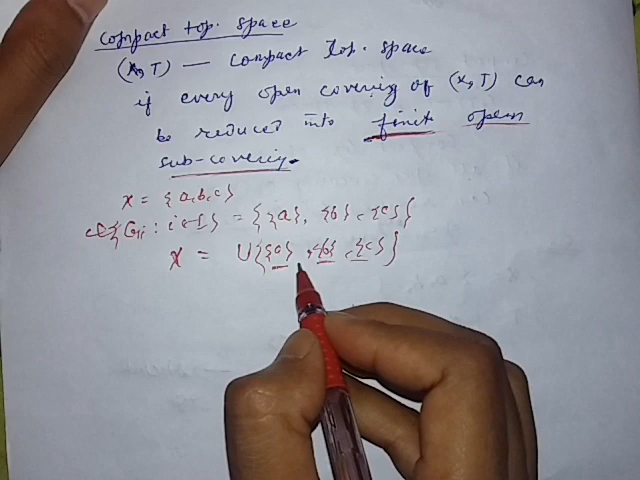 compact top. space
(X, T) — compact top. space
if every open covering of (X, T) can
be reduced into finite open
sub-covering.
X = {a,b,c}
{Gi : i∈I} = {{a}, {b}, {c}}
X = U{{a}, {b}, {c}}